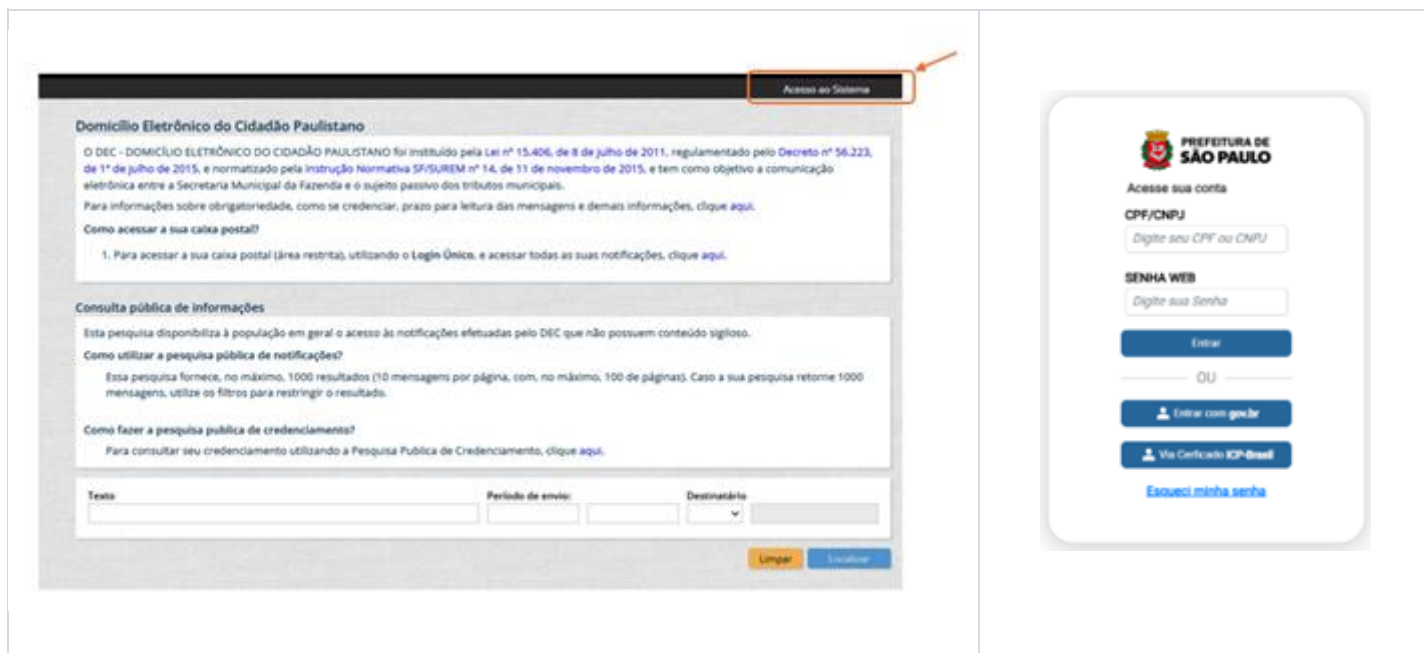 Acesso ao Sistema
Domicílio Eletrônico do Cidadão Paulistano
O DEC - DOMICÍLIO ELETRÔNICO DO CIDADÃO PAULISTANO foi instituído pela Lei nº 15.406, de 8 de julho de 2011, regulamentado pelo Decreto nº 56.223,
de 1º de julho de 2015, e normatizado pela Instrução Normativa SF/SUREM nº 14, de 11 de novembro de 2015, e tem como objetivo a comunicação
eletrônica entre a Secretaria Municipal da Fazenda e o sujeito passivo dos tributos municipais.
Para informações sobre obrigatoriedade, como se credenciar, prazo para leitura das mensagens e demais informações, clique aqui.
Como acessar a sua caixa postal?
1. Para acessar a sua caixa postal (área restrita), utilizando o Login Único, e acessar todas as suas notificações, clique aqui.
Consulta pública de informações
Esta pesquisa disponibiliza à população em geral o acesso às notificações efetuadas pelo DEC que não possuem conteúdo sigiloso.
Como utilizar a pesquisa pública de notificações?
Essa pesquisa fornece, no máximo, 1000 resultados (10 mensagens por página, com, no máximo, 100 de páginas). Caso a sua pesquisa retorne 1000
mensagens, utilize os filtros para restringir o resultado.
Como fazer a pesquisa publica de credenciamento?
Para consultar seu credenciamento utilizando a Pesquisa Publica de Credenciamento, clique aqui.
Texto
Período de envio:
Destinatário
Limpar
Localizar
PREFEITURA DE
SÃO PAULO
Acesse sua conta
CPF/CNPJ
Digite seu CPF ou CNPJ
SENHA WEB
Digite sua Senha
Entrar
OU
Entrar com gov.br
Via Cerficado ICP-Brasil
Esqueci minha senha